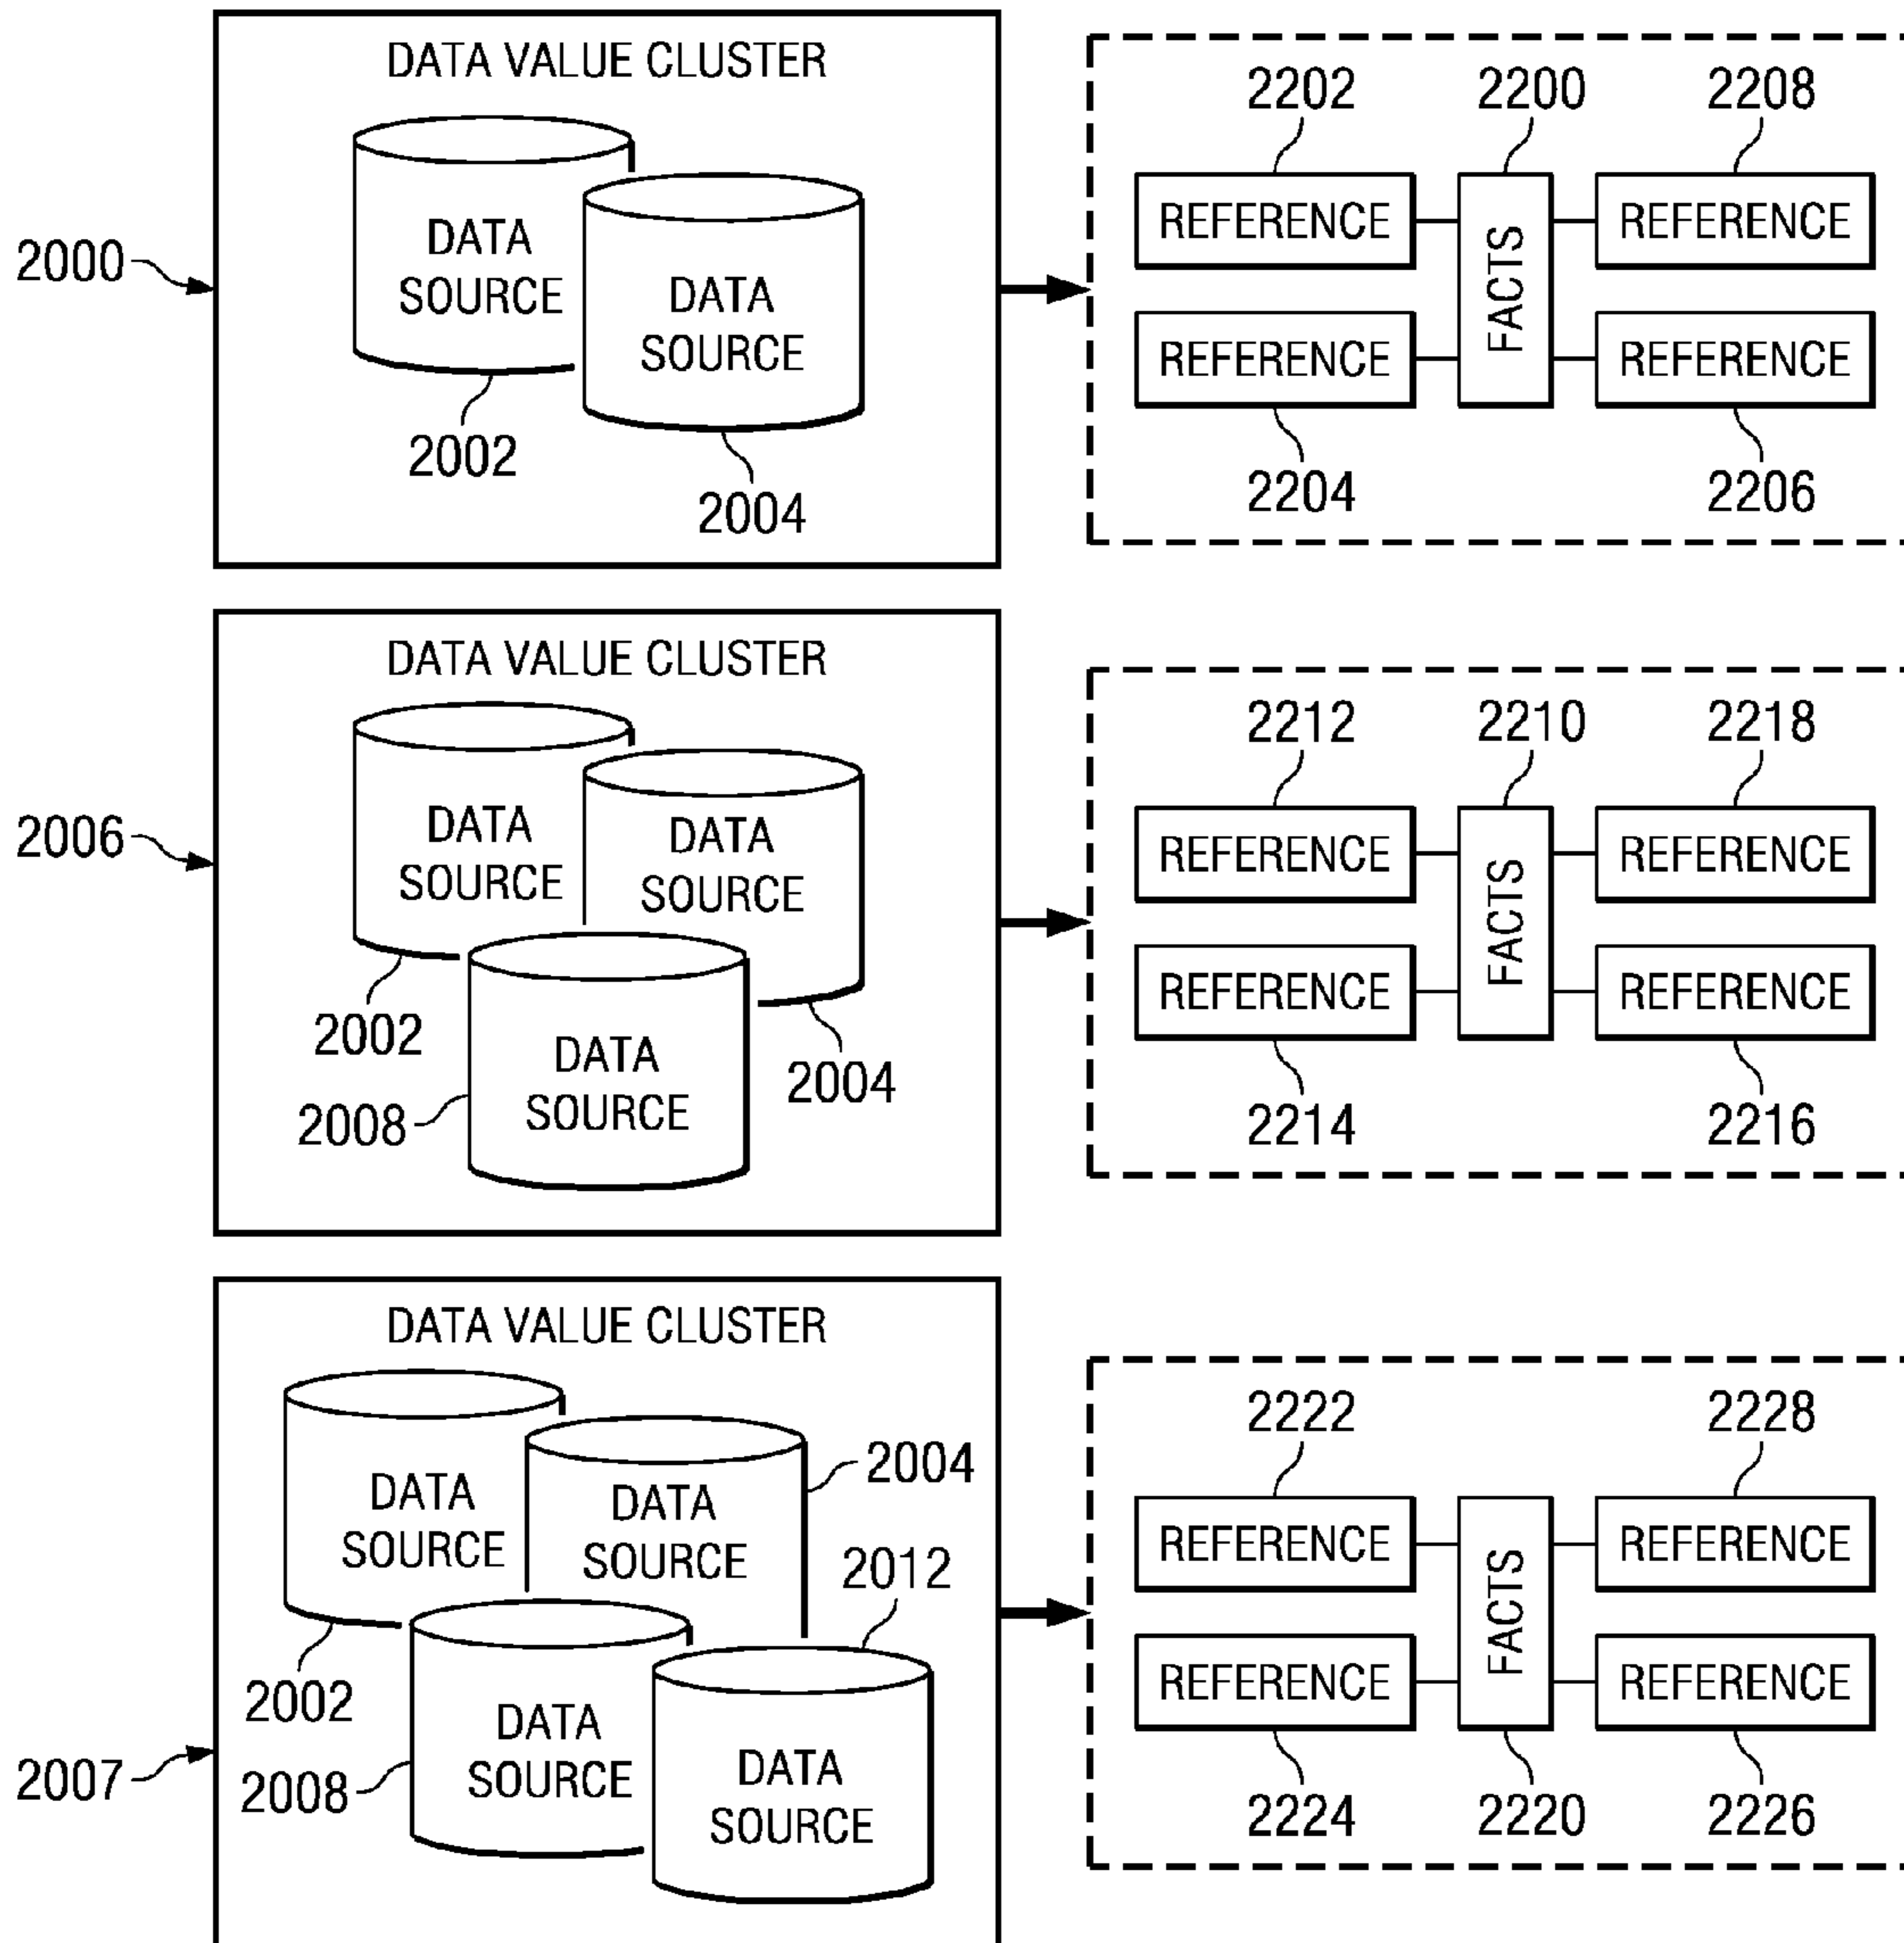 DATA VALUE CLUSTER
2000
DATA
SOURCE
DATA
SOURCE
2002
2004
2202
2200
2208
REFERENCE
FACTS
REFERENCE
REFERENCE
REFERENCE
2204
2206
DATA VALUE CLUSTER
2006
DATA
SOURCE
DATA
SOURCE
2002
DATA
SOURCE
2004
2008
2212
2210
2218
REFERENCE
FACTS
REFERENCE
REFERENCE
REFERENCE
2214
2216
DATA VALUE CLUSTER
2004
DATA
SOURCE
DATA
SOURCE
2012
2002
DATA
SOURCE
2008
DATA
SOURCE
2007
2222
2228
REFERENCE
FACTS
REFERENCE
REFERENCE
REFERENCE
2224
2220
2226